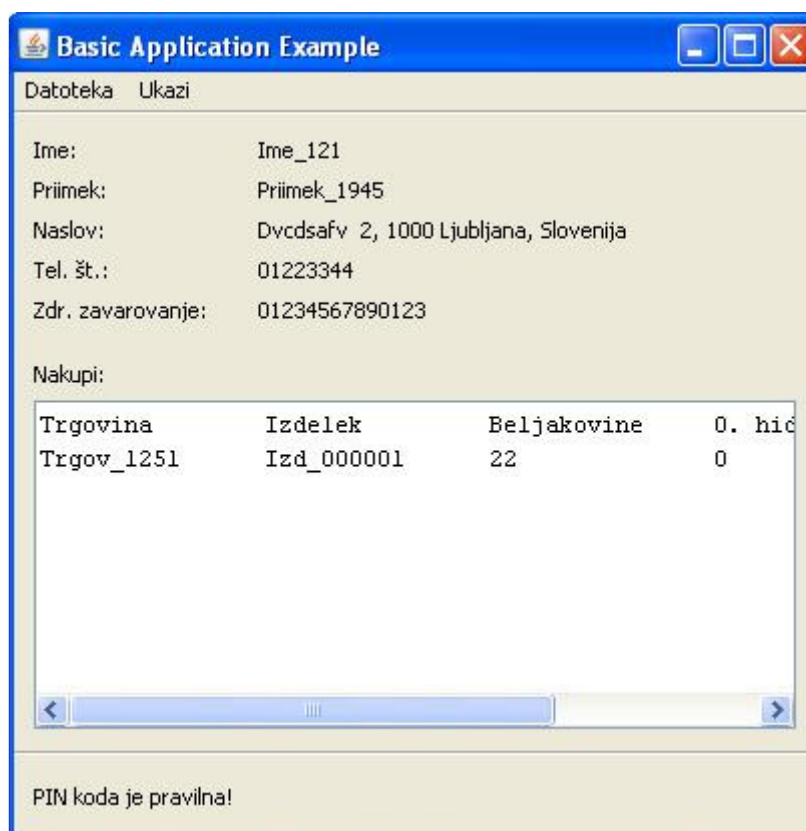 Basic Application Example
Datoteka Ukazi
Ime: Ime_121
Priimek: Priimek_1945
Naslov: Dvcdsafv 2, 1000 Ljubljana, Slovenija
Tel. št.: 01223344
Zdr. zavarovanje: 01234567890123
Nakupi:
Trgovina Izdelek Beljakovine O. hid
Trgov_1251 Izd_000001 22 0
PIN koda je pravilna!